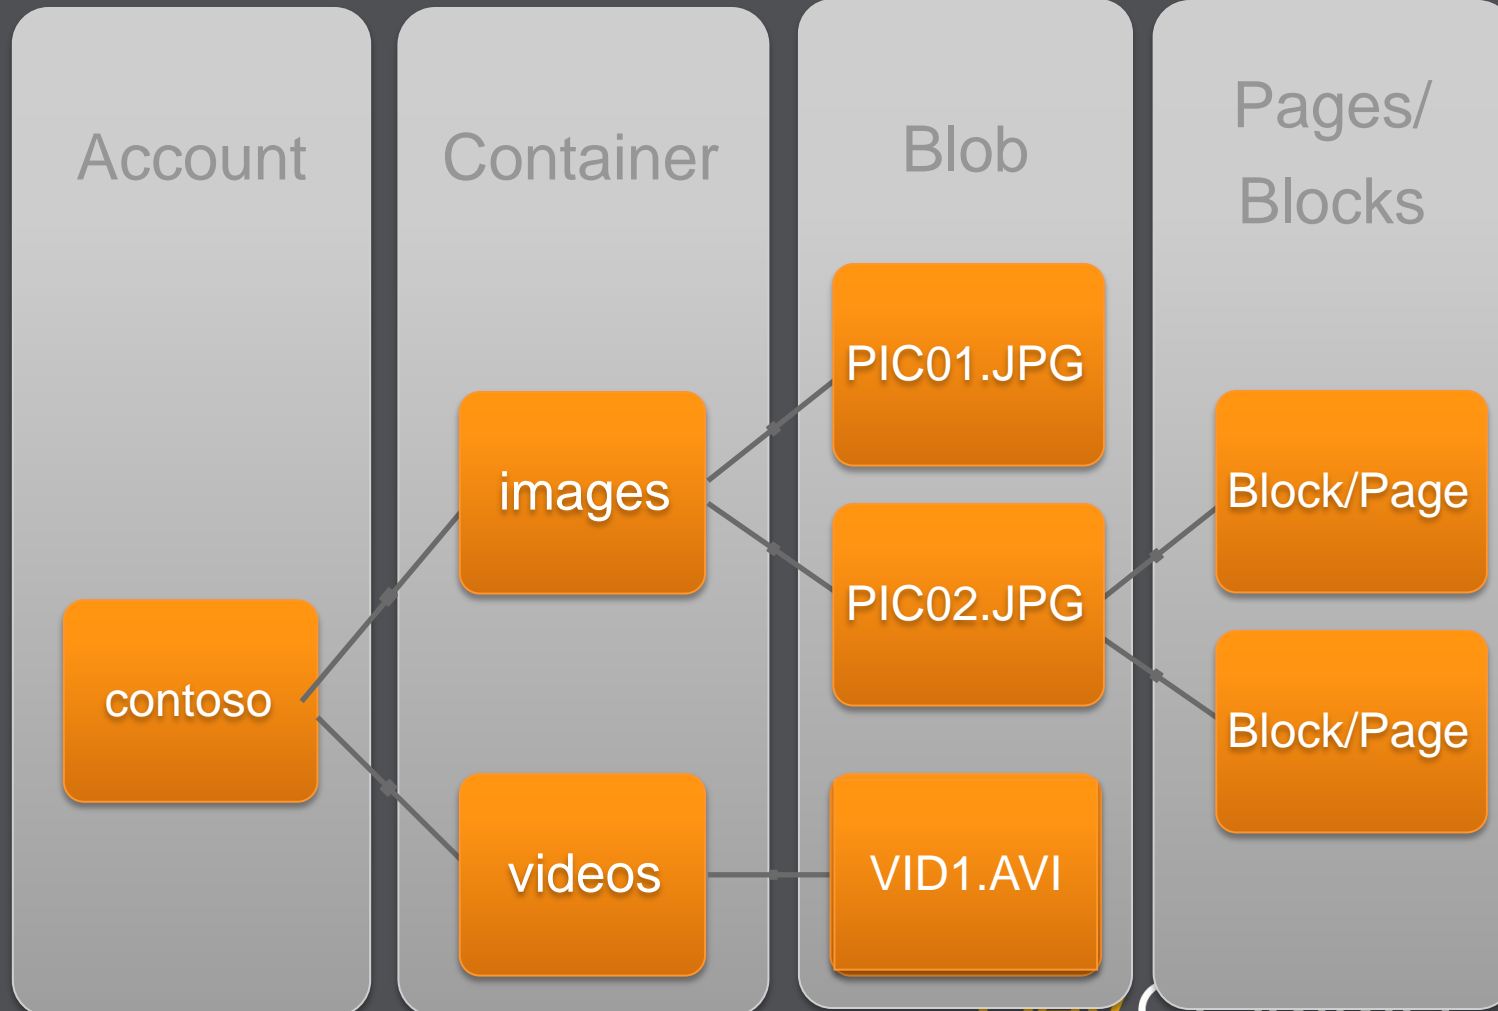 Account
Container
Blob
Pages/
Blocks
PIC01.JPG
images
Block/Page
PIC02.JPG
contoso
Block/Page
videos
VID1.AVI